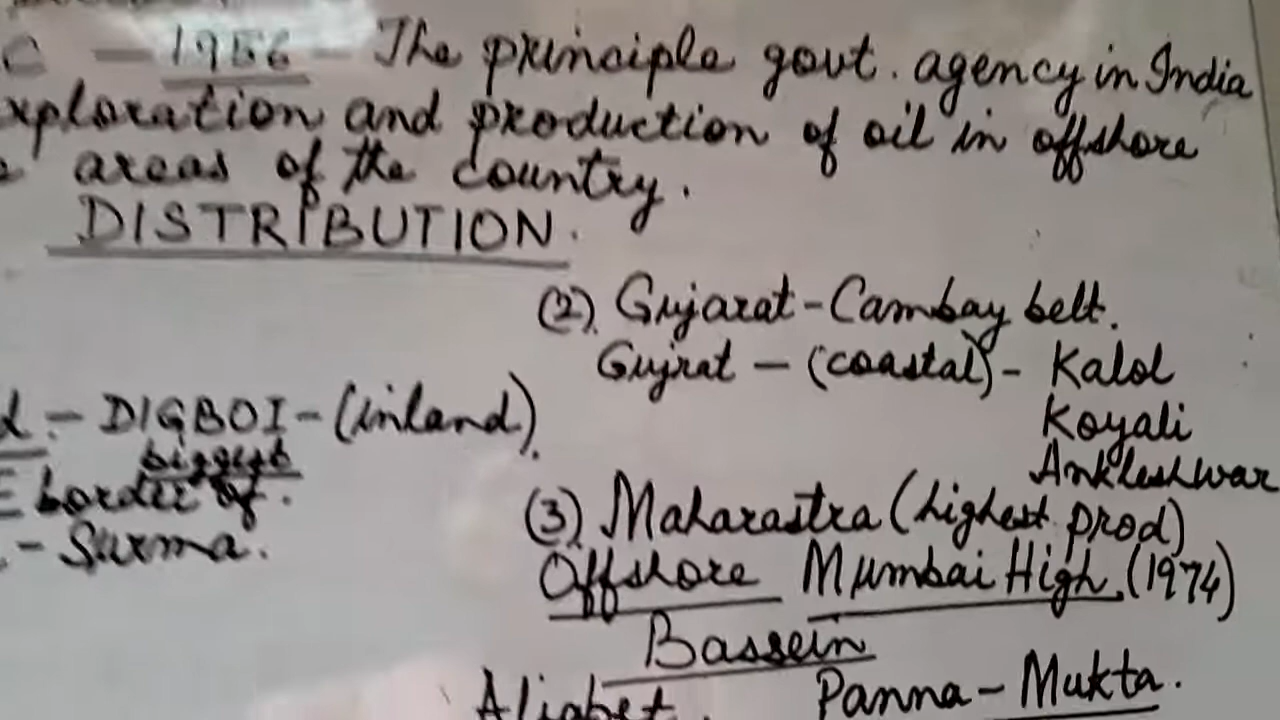 C – 1956 – The principle govt. agency in India
xploration and production of oil in offshore
areas of the country.
DISTRIBUTION.
(2) Gujarat - Cambay belt.
Gujrat – (coastal) - Kalol
Koyali
Ankleshwar
- DIGBOI - (inland).
biggest
border of.
- Surma.
(3) Maharastra (highest prod)
Offshore Mumbai High (1974)
Bassein
Aliabet. Panna - Mukta.